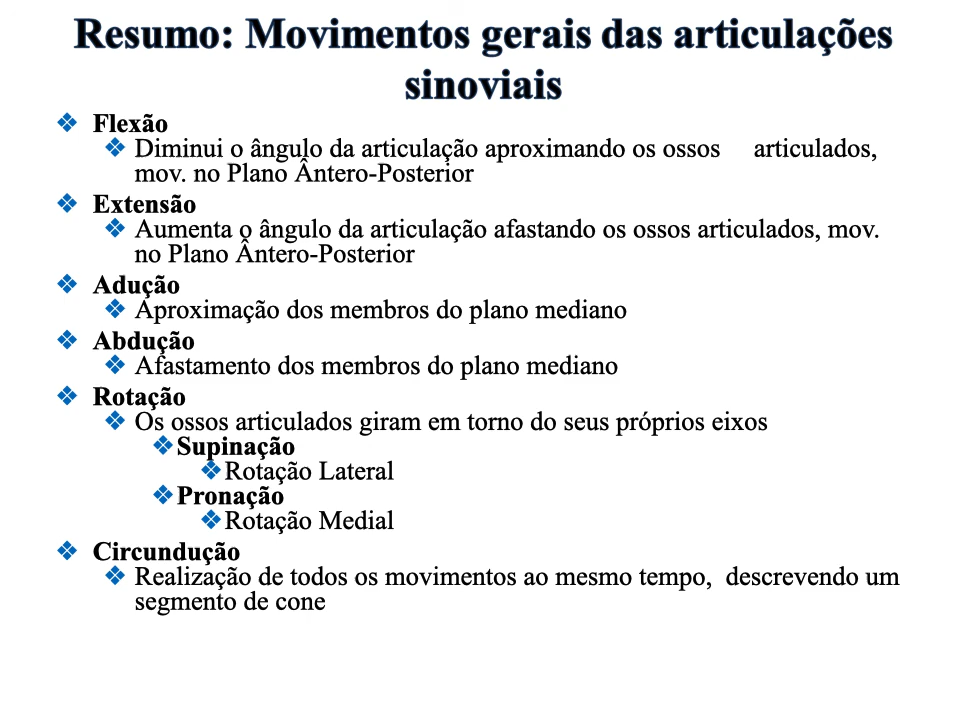 Resumo: Movimentos gerais das articulações
sinoviais
❖ Flexão
❖ Diminui o ângulo da articulação aproximando os ossos articulados,
mov. no Plano Ântero-Posterior
❖ Extensão
❖ Aumenta o ângulo da articulação afastando os ossos articulados, mov.
no Plano Ântero-Posterior
❖ Adução
❖ Aproximação dos membros do plano mediano
❖ Abdução
❖ Afastamento dos membros do plano mediano
❖ Rotação
❖ Os ossos articulados giram em torno do seus próprios eixos
❖ Supinação
❖ Rotação Lateral
❖ Pronação
❖ Rotação Medial
❖ Circundução
❖ Realização de todos os movimentos ao mesmo tempo, descrevendo um
segmento de cone